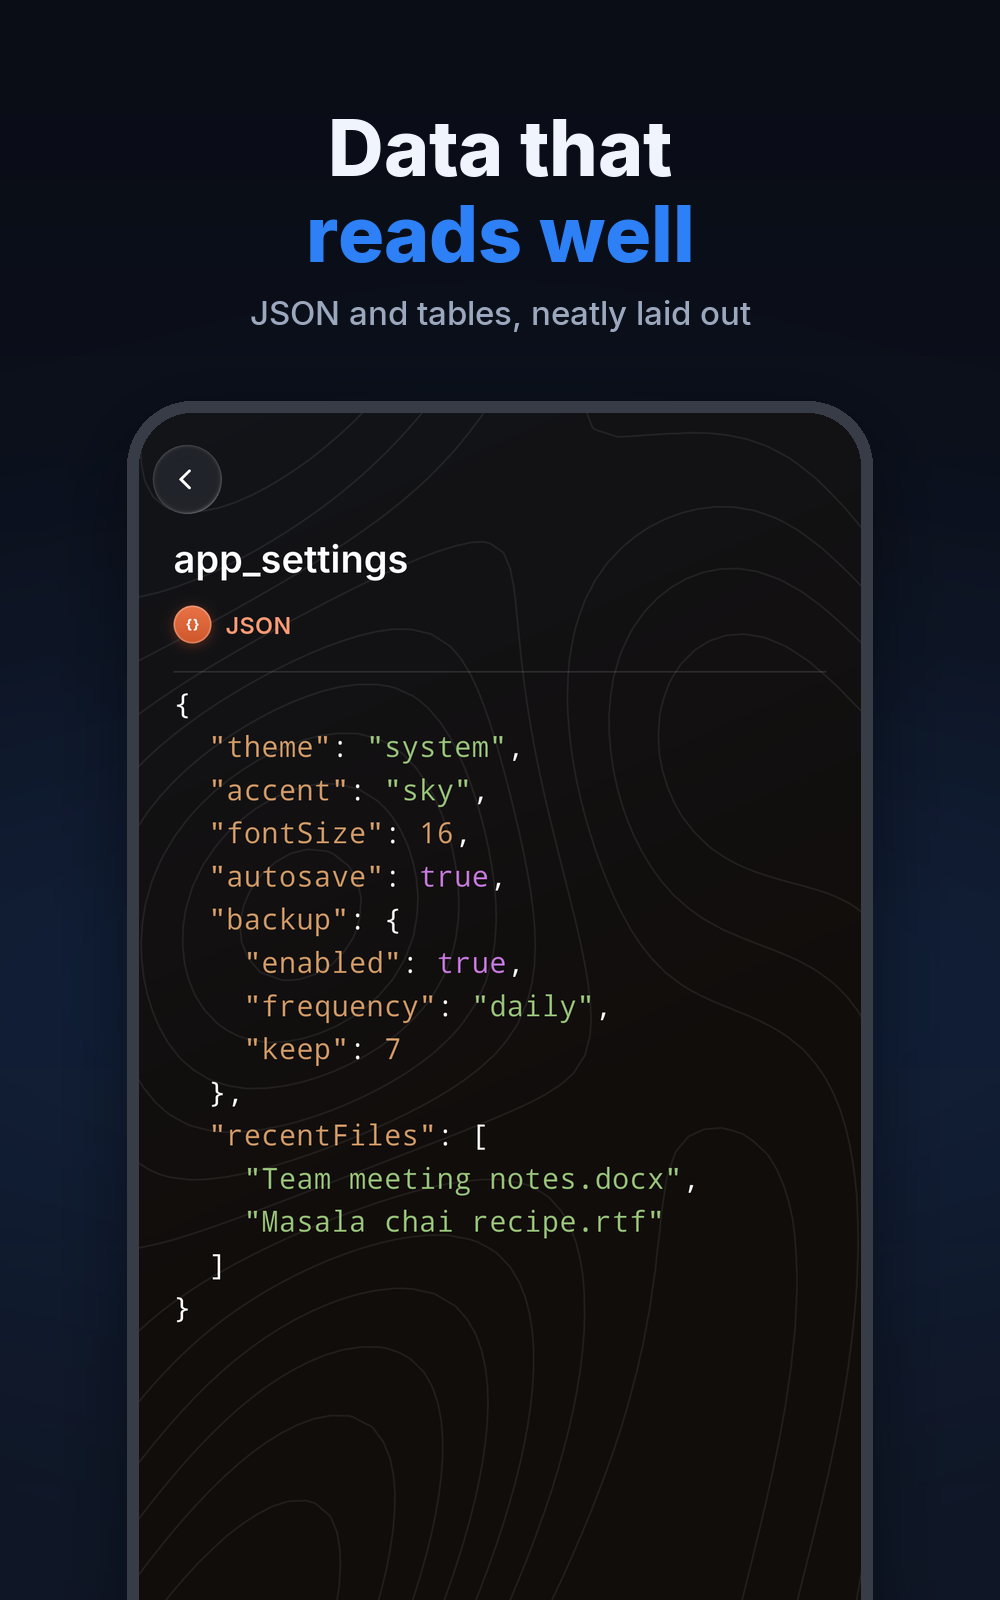 Data that
reads well
JSON and tables, neatly laid out
app_settings
{} JSON
{
  "theme": "system",
  "accent": "sky",
  "fontSize": 16,
  "autosave": true,
  "backup": {
    "enabled": true,
    "frequency": "daily",
    "keep": 7
  },
  "recentFiles": [
    "Team meeting notes.docx",
    "Masala chai recipe.rtf"
  ]
}